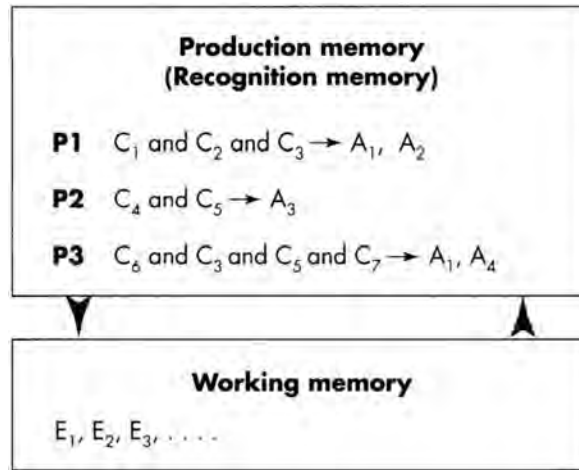 Production memory
(Recognition memory)
P1 C₁ and C₂ and C₃ → A₁, A₂
P2 C₄ and C₅ → A₃
P3 C₆ and C₃ and C₅ and C₇ → A₁, A₄
Working memory
E₁, E₂, E₃, . . . .